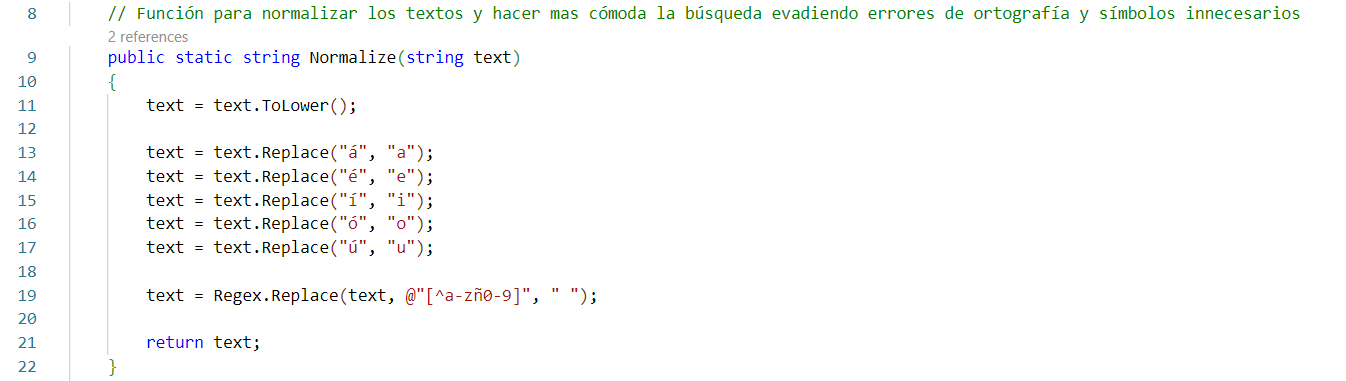 8 // Función para normalizar los textos y hacer mas cómoda la búsqueda evadiendo errores de ortografía y símbolos innecesarios
2 references
9 public static string Normalize(string text)
10 {
11 text = text.ToLower();
12
13 text = text.Replace("á", "a");
14 text = text.Replace("é", "e");
15 text = text.Replace("í", "i");
16 text = text.Replace("ó", "o");
17 text = text.Replace("ú", "u");
18
19 text = Regex.Replace(text, @"[^a-zñ0-9]", " ");
20
21 return text;
22 }